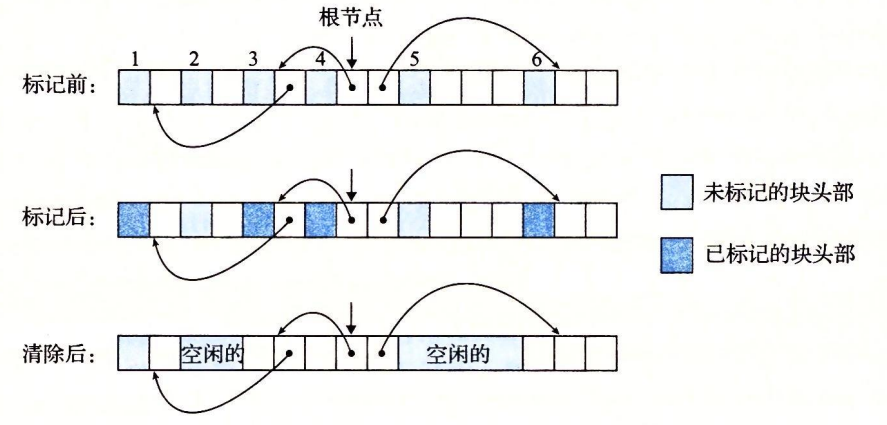 根节点
1 2 3 4 5 6
标记前：
标记后：
未标记的块头部
已标记的块头部
清除后：
空闲的 空闲的